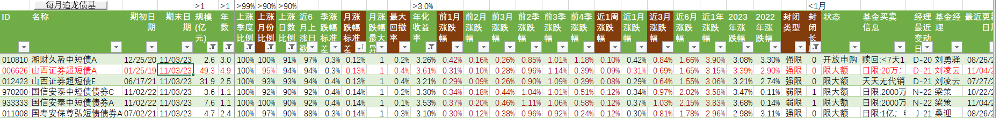 每月追龙债基 >1 >1 >99% >90% >90% >3.0% <1月
ID 名称 期初日期 期末日期 规模(亿元) 年数 上涨季度比例 上涨月份比例 上涨日数比例 近6月上涨日数 季涨跌幅标准差 月涨跌幅标准差 月涨跌幅最大异 最大回撤率 年化收益率 前1月涨跌幅 前2月涨跌幅 前3月涨跌幅 前2季涨跌幅 前3季涨跌幅 前4季涨跌幅 近1周涨跌幅 近1月涨跌幅 近3月涨跌幅 近6月涨跌幅 近1年涨跌幅 2023年涨跌幅 2022年涨跌幅 封闭类型 封闭长 状态 基金买卖信息 经理最近变动日 基金经理 最近更新日期
010810 湘财久盈中短债A 12/25/20 11/03/23 2.6 3.0 100% 100% 91% 97% 0.3% 0.12% 1 0.2% 3.26% 0.42% 0.16% 0.26% 0.85% 1.01% 1.18% 0.10% 0.42% 0.84% 1.66% 3.90% 3.08% 3.30% 强限 0 开放申购 赎回:<7天1. D-20 刘勇驿 08/26/2
006626 山西证券超短债A 01/25/19 11/03/23 49.3 4.9 100% 95% 94% 94% 0.3% 0.13% 1 0.4% 3.61% 0.31% 0.10% 0.28% 0.96% 1.14% 0.39% 0.09% 0.31% 0.69% 1.65% 3.15% 3.39% 2.90% 强限 0 限大额 日限:20万; D-21 刘凌云 11/04/2
012423 山西证券超短债E 06/17/21 11/03/23 31.9 2.5 100% 93% 93% 94% 0.4% 0.13% 1 0.4% 3.21% 0.29% 0.09% 0.26% 0.90% 1.09% 0.39% 0.08% 0.29% 0.64% 1.55% 3.06% 3.21% 2.74% 强限 0 限大额 天天无代销 D-21 刘凌云 07/27/2
970200 国信安泰中短债债券C 11/02/22 11/03/23 3.6 1.1 100% 92% 90% 92% 0.4% 0.14% 1 0.2% 3.30% 0.34% 0.18% 0.44% 1.04% 1.01% 0.51% 0.12% 0.34% 0.97% 2.02% 3.58% 3.47% 0.11% 弱限 1 限大额 日限:2000万 N-22 梁策 10/22/2
933333 国信安泰中短债债券A 11/02/22 11/03/23 7.6 1.1 100% 100% 90% 92% 0.4% 0.14% 1 0.1% 3.53% 0.37% 0.20% 0.46% 1.11% 1.06% 0.58% 0.12% 0.37% 1.03% 2.15% 3.83% 3.68% 0.14% 弱限 1 限大额 日限:2000万 N-22 梁策 11/04/2
011008 国寿安保尊弘短债债券A 07/02/21 11/03/23 4.7 2.4 100% 97% 90% 88% 0.3% 0.14% 1 0.3% 3.10% 0.30% 0.12% 0.38% 0.96% 0.92% 0.24% 0.12% 0.30% 0.81% 1.78% 2.96% 2.98% 3.11% 强限 0 限大额 日限:1亿; J-21 桑迎 08/26/2